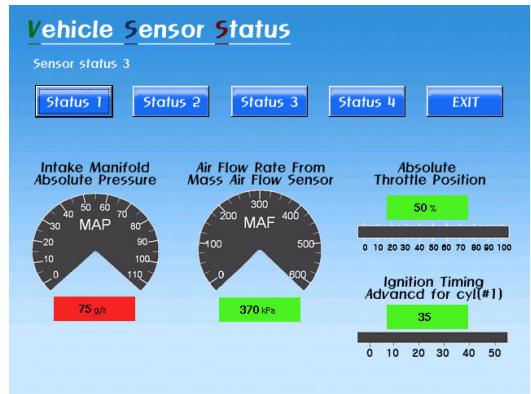 Vehicle Sensor Status
Sensor status 3
Status 1 Status 2 Status 3 Status 4 EXIT
Intake Manifold
Absolute Pressure
MAP
0 10 20 30 40 50 60 70 80 90 100 110
75 g/s
Air Flow Rate From
Mass Air Flow Sensor
MAF
0 100 200 300 400 500 600
370 kPa
Absolute
Throttle Position
50 %
0 10 20 30 40 50 60 70 80 90 100
Ignition Timing
Advancd for cyl(#1)
35
0 10 20 30 40 50